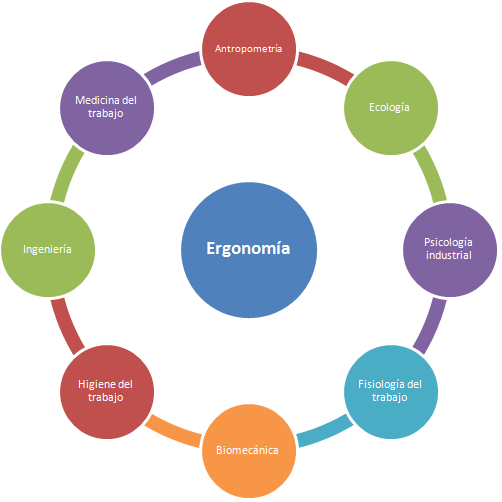 Antropometría
Ecología
Psicología
industrial
Fisiología del
trabajo
Biomecánica
Higiene del
trabajo
Ingeniería
Medicina del
trabajo
Ergonomía